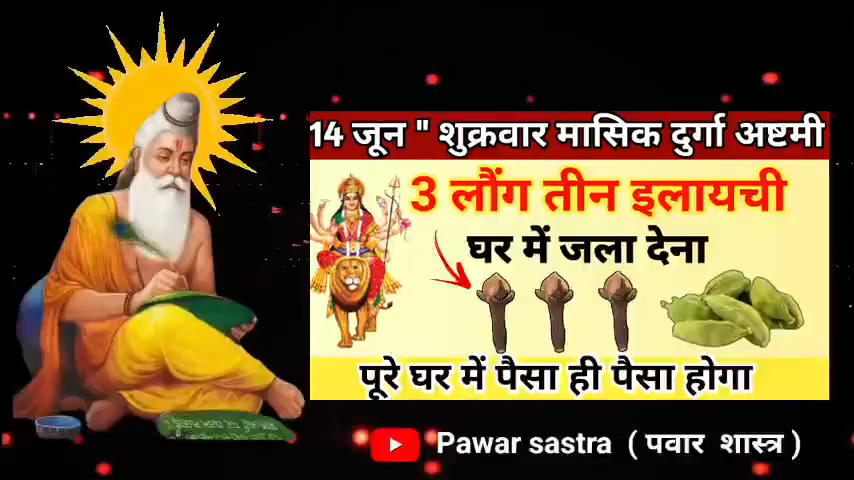 14 जून " शुक्रवार मासिक दुर्गा अष्टमी
3 लौंग तीन इलायची
घर में जला देना
पूरे घर में पैसा ही पैसा होगा
Pawar sastra ( पवार शास्त्र )